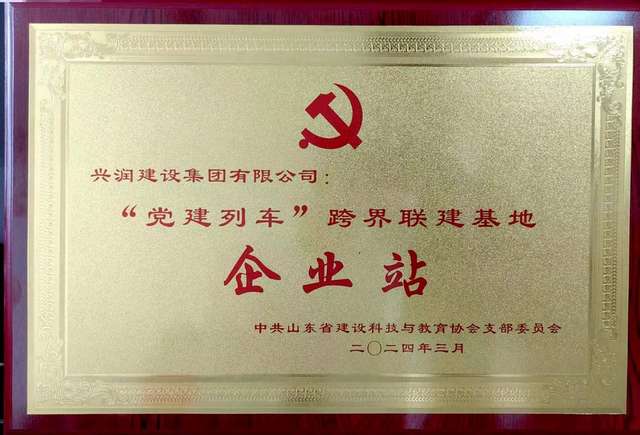 兴润建设集团有限公司：
“党建列车”跨界联建基地
企业站
中共山东省建设科技与教育协会支部委员会
二〇二四年三月